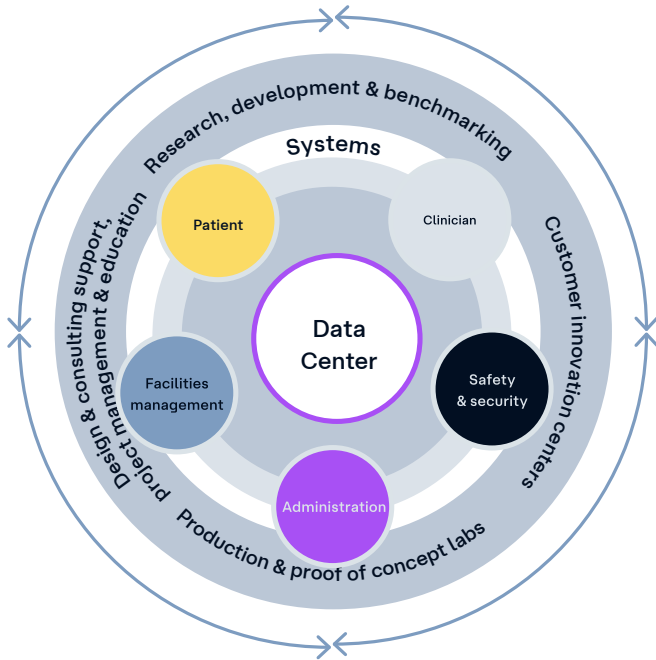 Research, development & benchmarking
Systems
Patient
Clinician
Design & consulting support,
project management & education
Customer innovation centers
Data
Center
Facilities
management
Safety
& security
Administration
Production & proof of concept labs